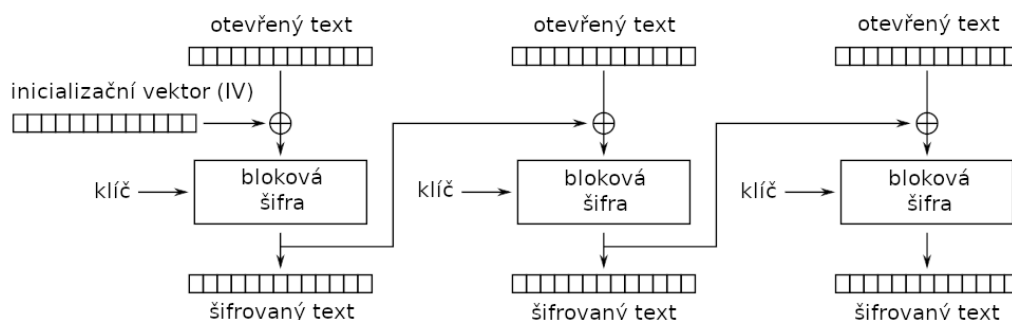 otevřený text
otevřený text
otevřený text
inicializační vektor (IV)
klíč
bloková
šifra
klíč
bloková
šifra
klíč
bloková
šifra
šifrovaný text
šifrovaný text
šifrovaný text